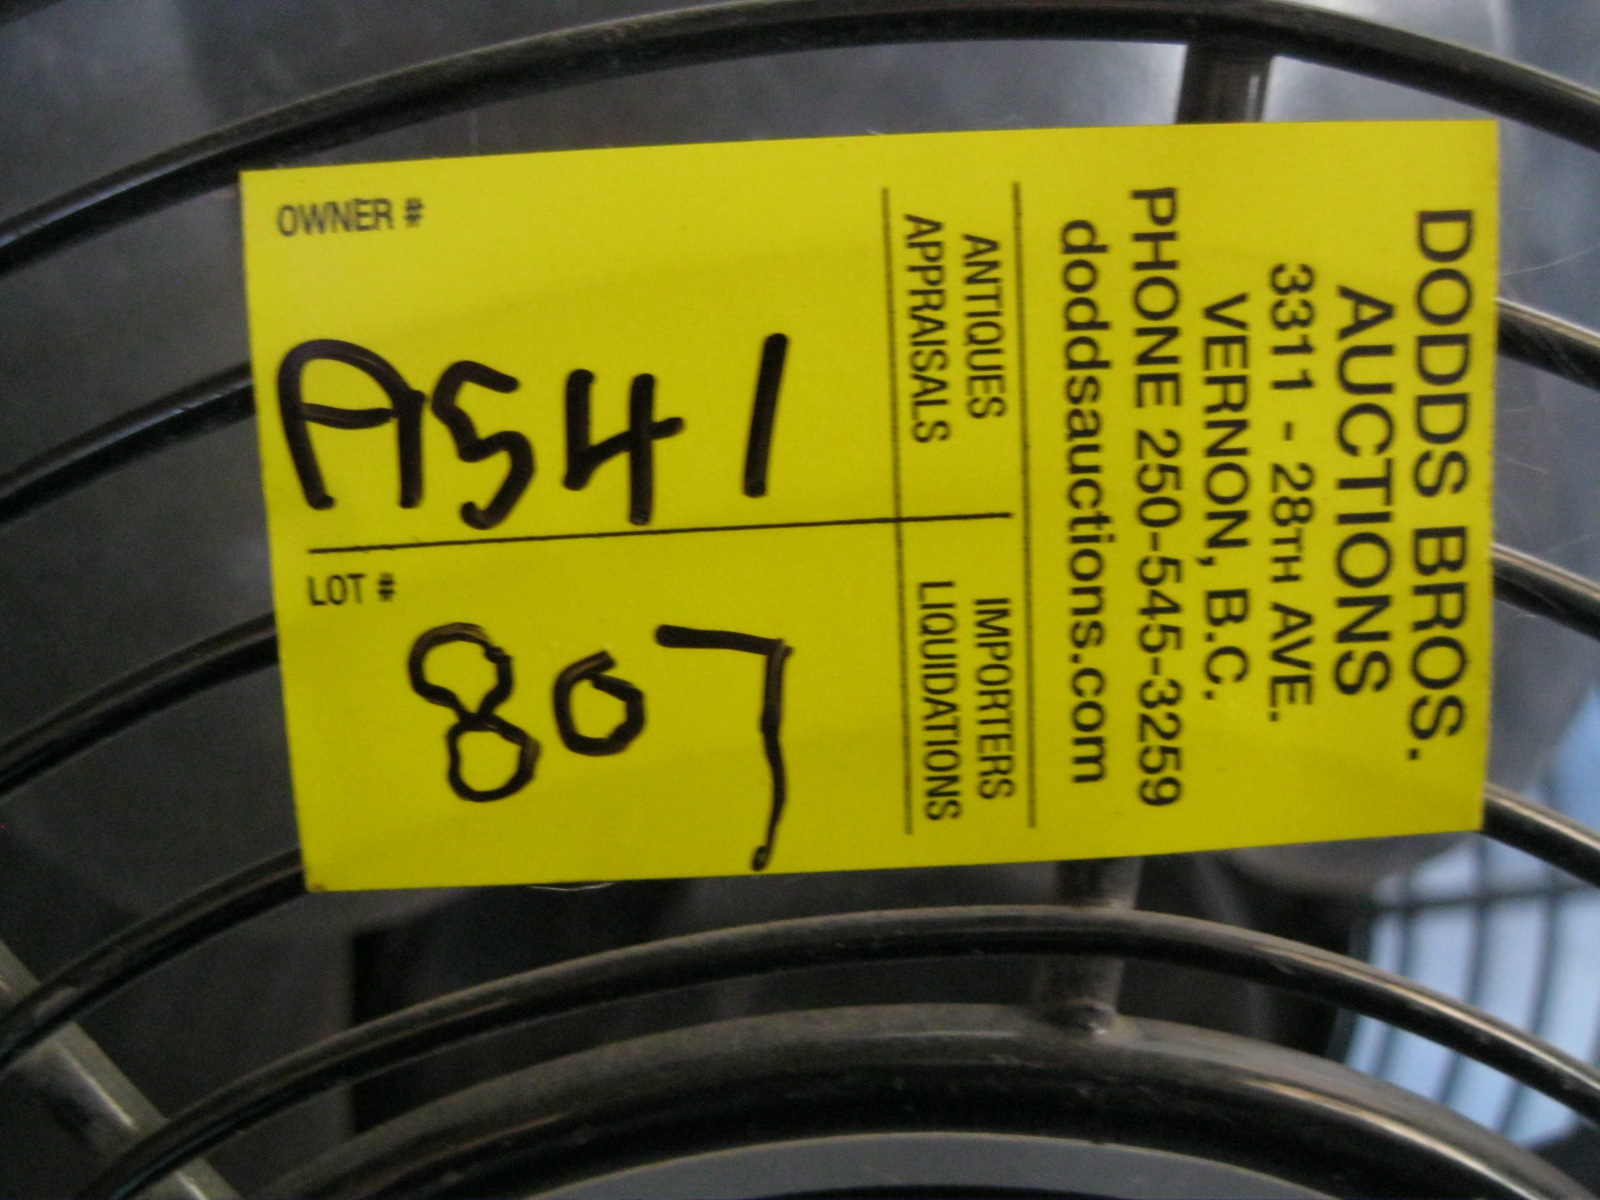 DODDS BROS.
AUCTIONS
3311 - 28TH AVE.
VERNON, B.C.
PHONE 250-545-3259
doddsauctions.com
ANTIQUES
APPRAISALS
IMPORTERS
LIQUIDATIONS
OWNER #
A541
LOT #
807